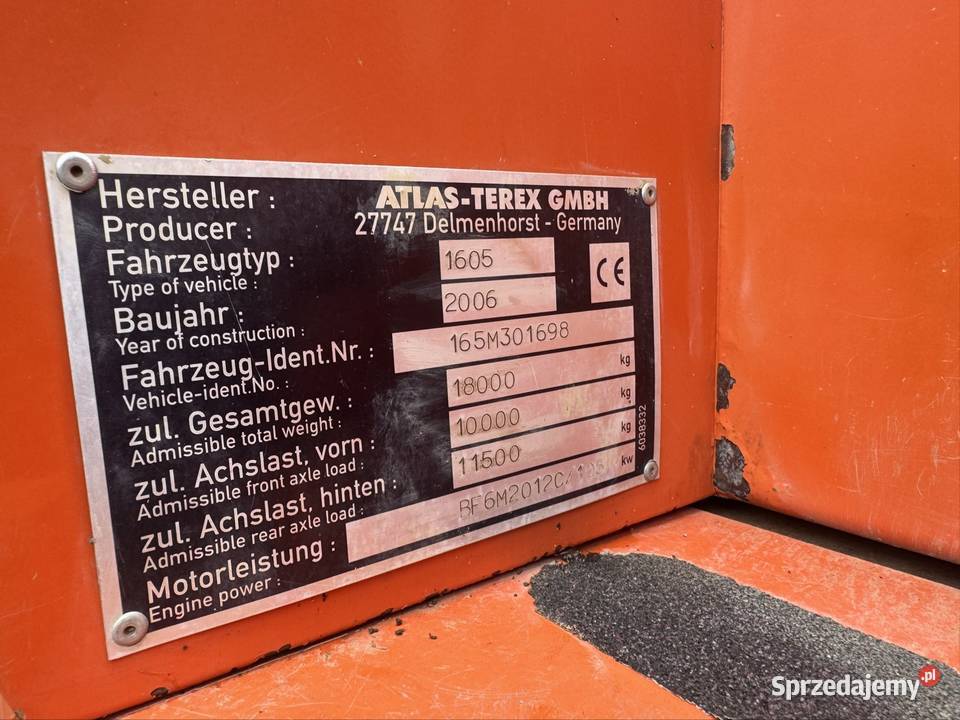 Hersteller :
Producer :
ATLAS-TEREX GMBH
27747 Delmenhorst - Germany
Fahrzeugtyp :
Type of vehicle :
1605
CE
Baujahr :
Year of construction :
2006
Fahrzeug-Ident.Nr. :
Vehicle-ident.No. :
165M301698
zul. Gesamtgew. :
Admissible total weight :
18000 kg
zul. Achslast, vorn :
Admissible front axle load :
10000 kg
zul. Achslast, hinten :
Admissible rear axle load :
11500 kg
Motorleistung :
Engine power :
BF6M2012C/ kw
6038332
Sprzedajemy.pl